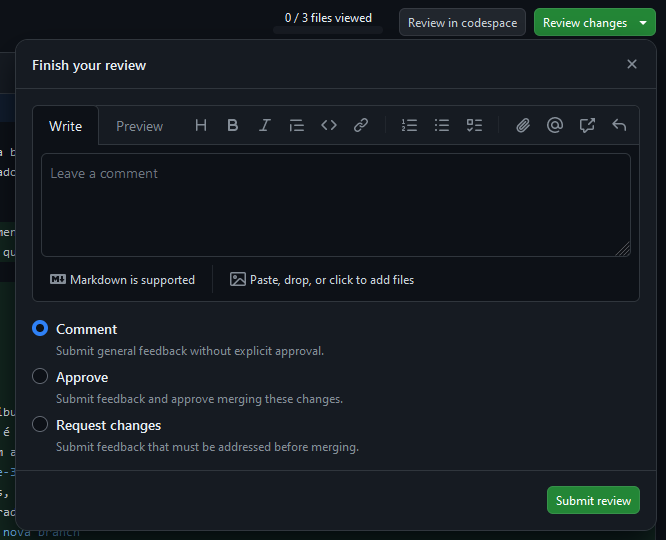 0 / 3 files viewed
Review in codespace
Review changes
Finish your review
Write
Preview
H B I
Leave a comment
Markdown is supported
Paste, drop, or click to add files
Comment
Submit general feedback without explicit approval.
Approve
Submit feedback and approve merging these changes.
Request changes
Submit feedback that must be addressed before merging.
Submit review
é
nova branch